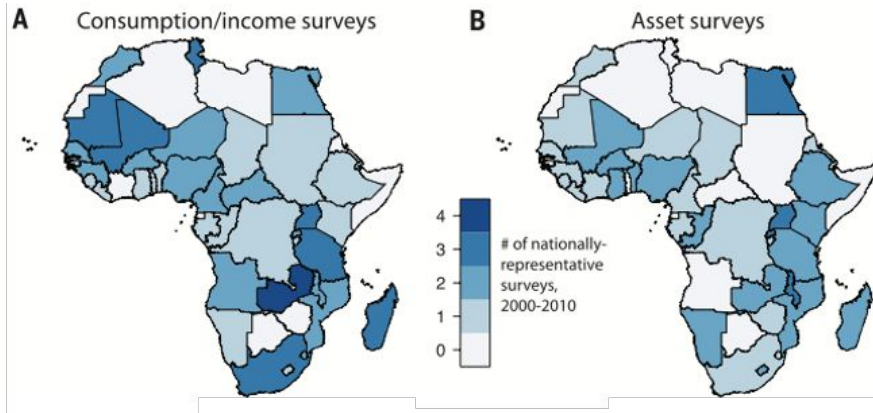 A Consumption/income surveys
B Asset surveys
4
3
2
1
0
# of nationally-
representative
surveys,
2000-2010